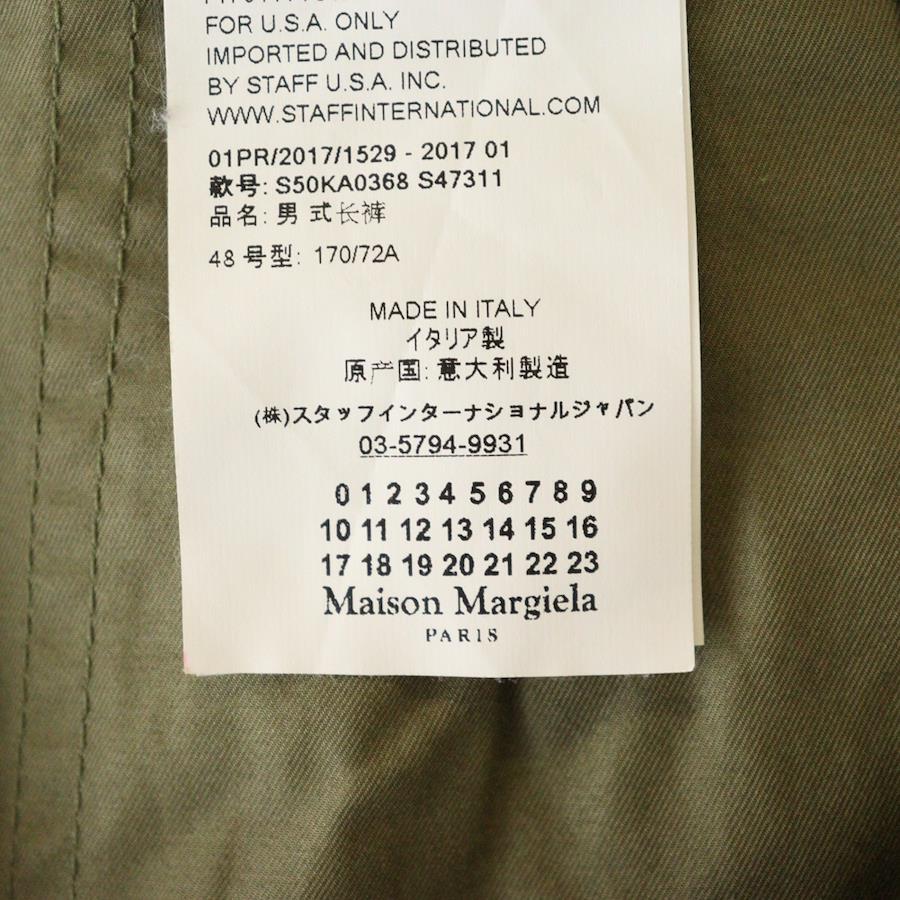 FOR U.S.A. ONLY
IMPORTED AND DISTRIBUTED
BY STAFF U.S.A. INC.
WWW.STAFFINTERNATIONAL.COM
01PR/2017/1529 - 2017 01
款号: S50KA0368 S47311
品名: 男式长裤
48 号型: 170/72A
MADE IN ITALY
イタリア製
原产国: 意大利製造
(株)スタッフインターナショナルジャパン
03-5794-9931
0 1 2 3 4 5 6 7 8 9
10 11 12 13 14 15 16
17 18 19 20 21 22 23
Maison Margiela
PARIS